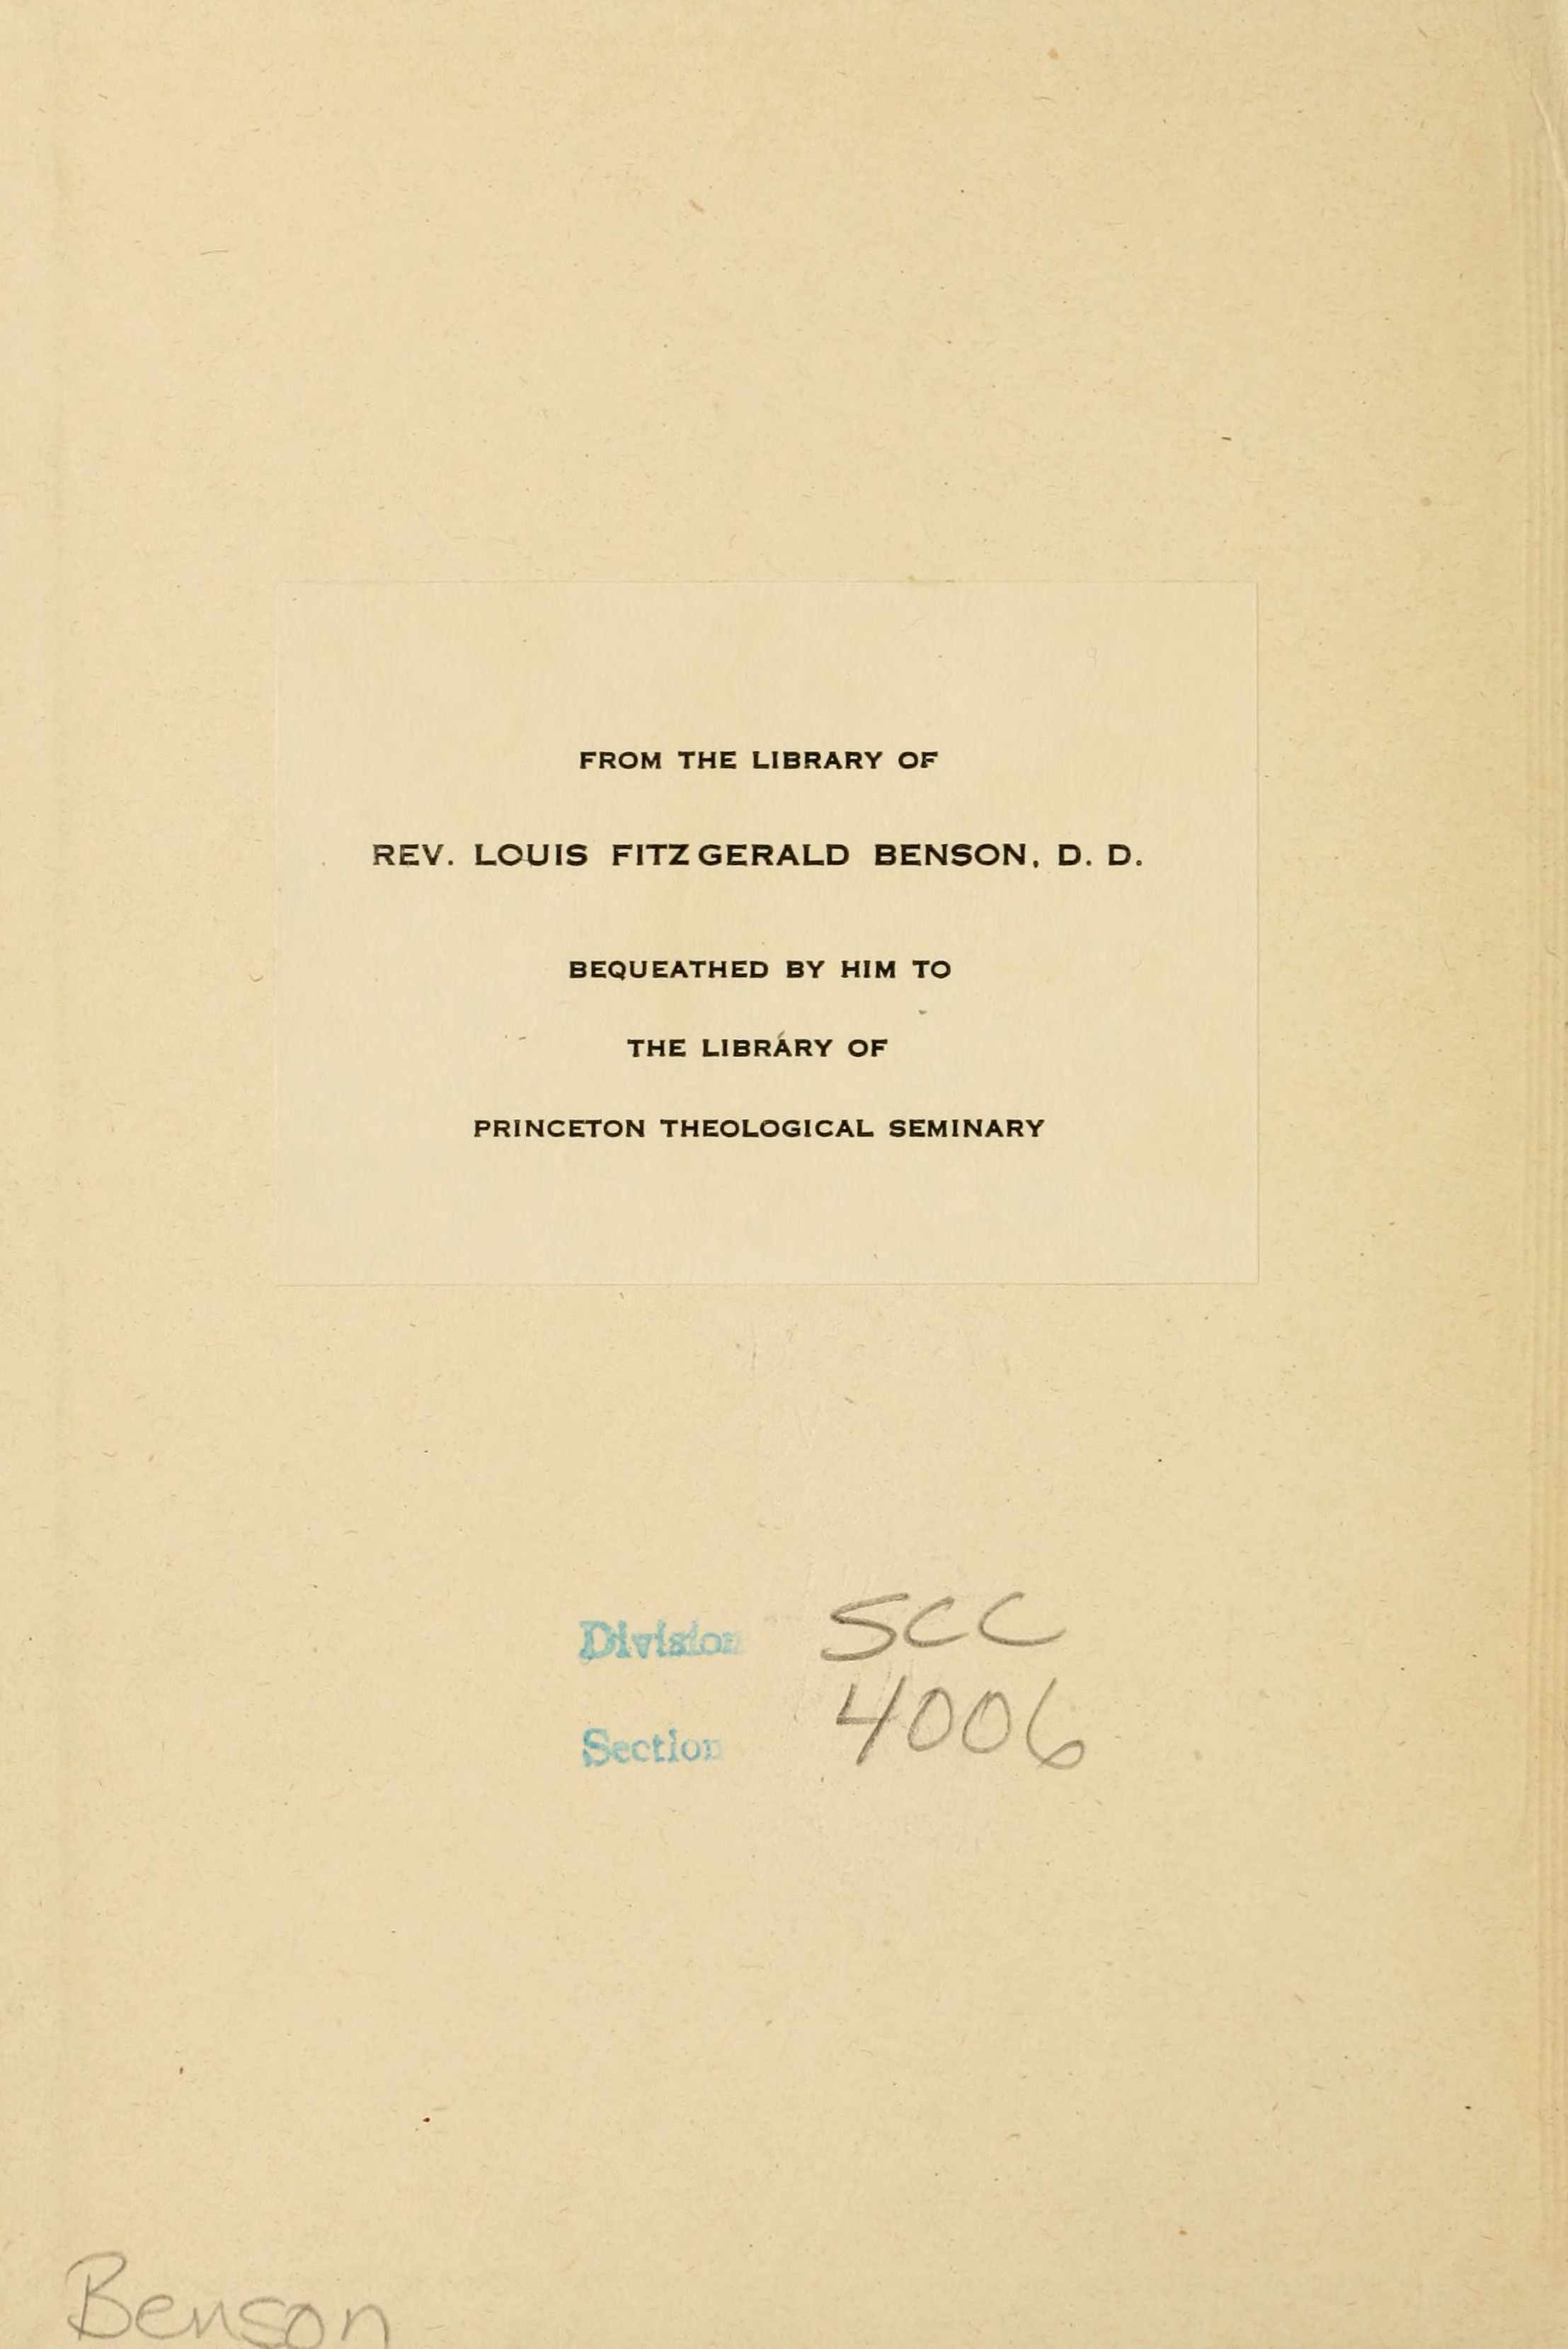 FROM THE LIBRARY OF
REV. LOUIS FITZGERALD BENSON, D. D.
BEQUEATHED BY HIM TO
THE LIBRARY OF
PRINCETON THEOLOGICAL SEMINARY
Division SCC
Section 4006
Benson